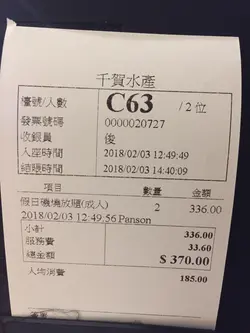 千賀水產
檯號/人數 C63 /2位
發票號碼 0000020727
收銀員 俊
入座時間 2018/02/03 12:49:49
結賬時間 2018/02/03 14:40:09
項目 數量 金額
假日磯燒放題(成人) 2 336.00
2018/02/03 12:49:56 Panson
小計 336.00
服務費 33.60
總金額 $ 370.00
人均消費 185.00